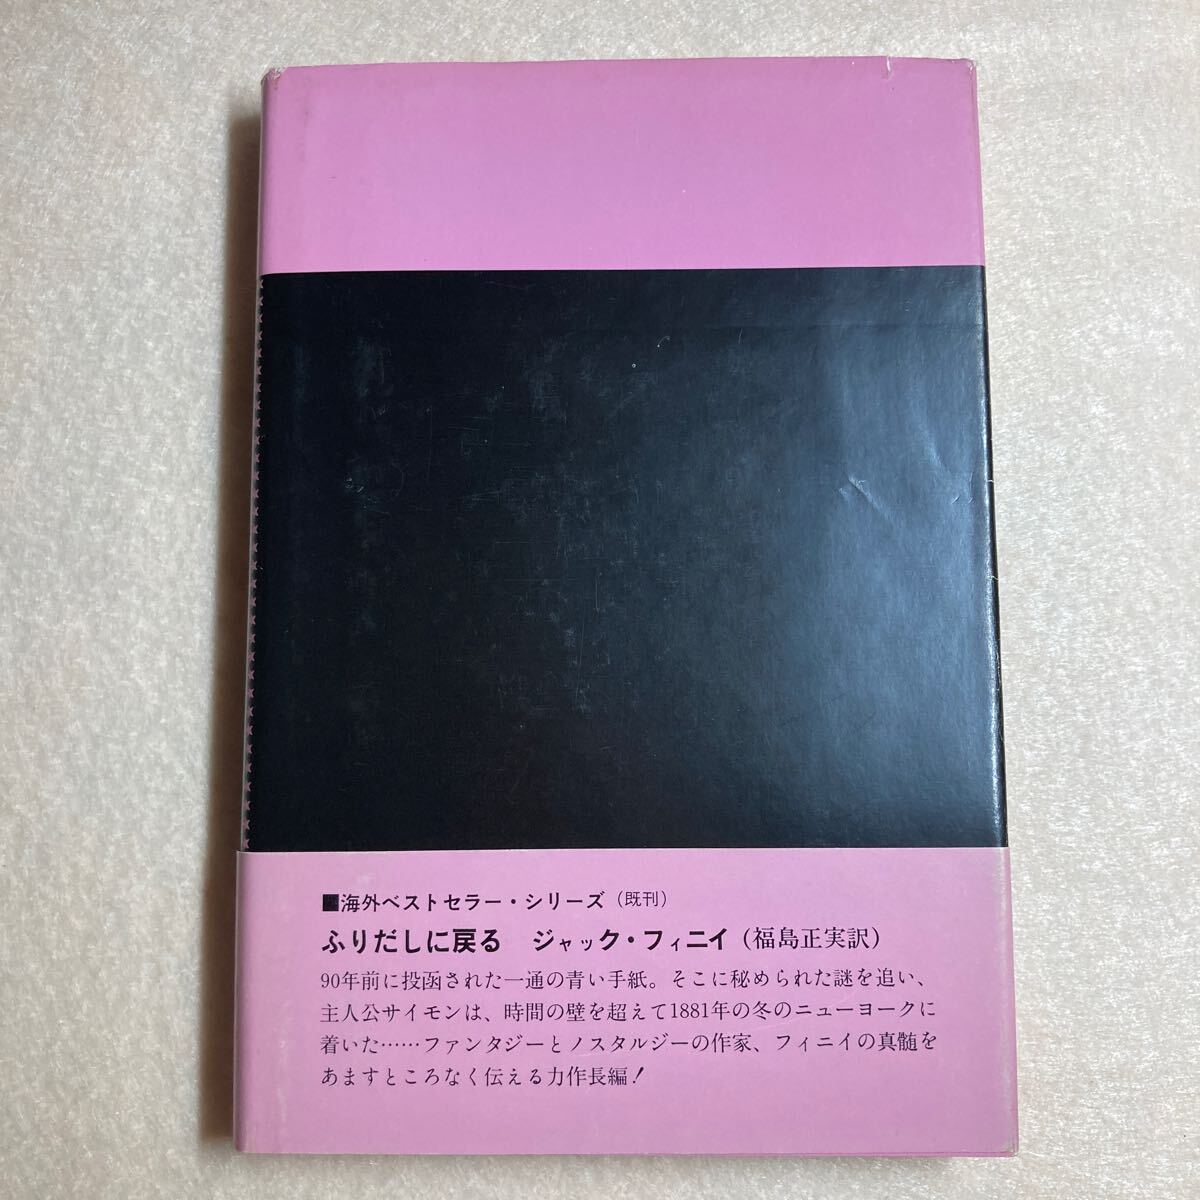 ■海外ベストセラー・シリーズ（既刊）
ふりだしに戻る　ジャック・フィニイ（福島正実訳）
90年前に投函された一通の青い手紙。そこに秘められた謎を追い、
主人公サイモンは、時間の壁を超えて1881年の冬のニューヨークに
着いた……ファンタジーとノスタルジーの作家、フィニイの真髄を
あますところなく伝える力作長編！